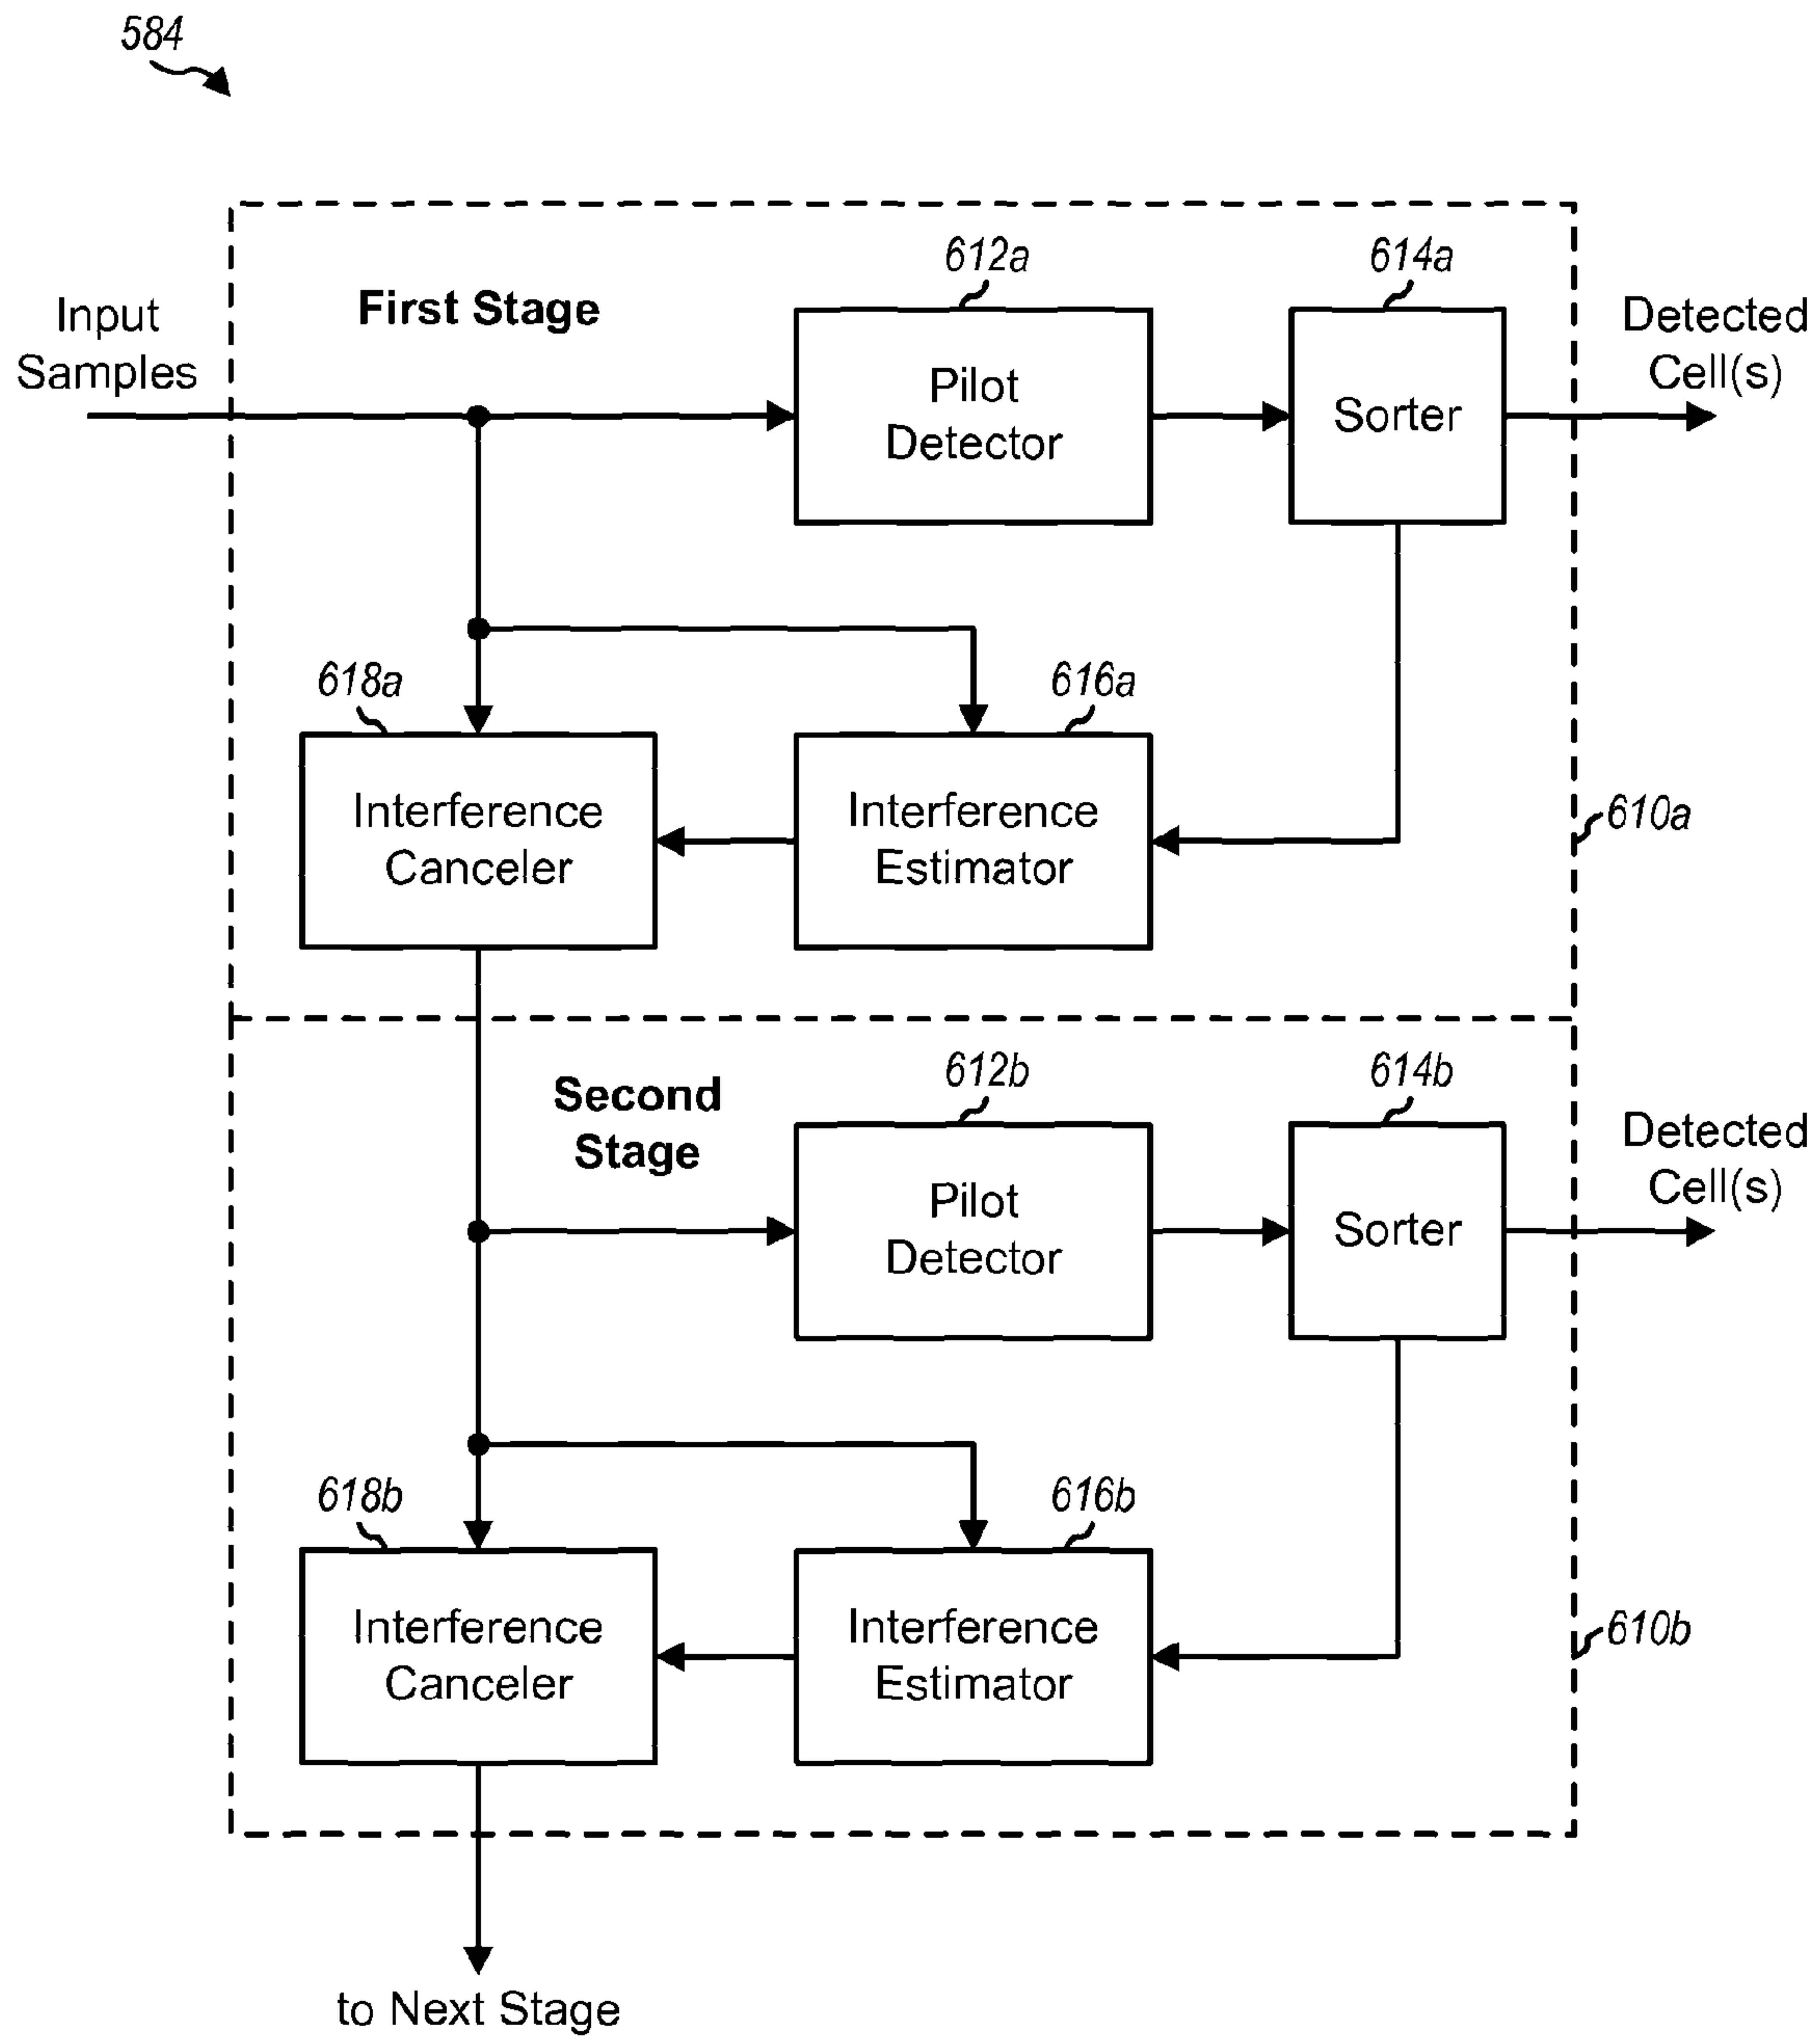 584
612a
614a
First Stage
Input
Samples
Pilot
Detector
Sorter
Detected
Cell(s)
618a
616a
Interference
Canceler
Interference
Estimator
610a
612b
614b
Second
Stage
Pilot
Detector
Sorter
Detected
Cell(s)
618b
616b
Interference
Canceler
Interference
Estimator
610b
to Next Stage